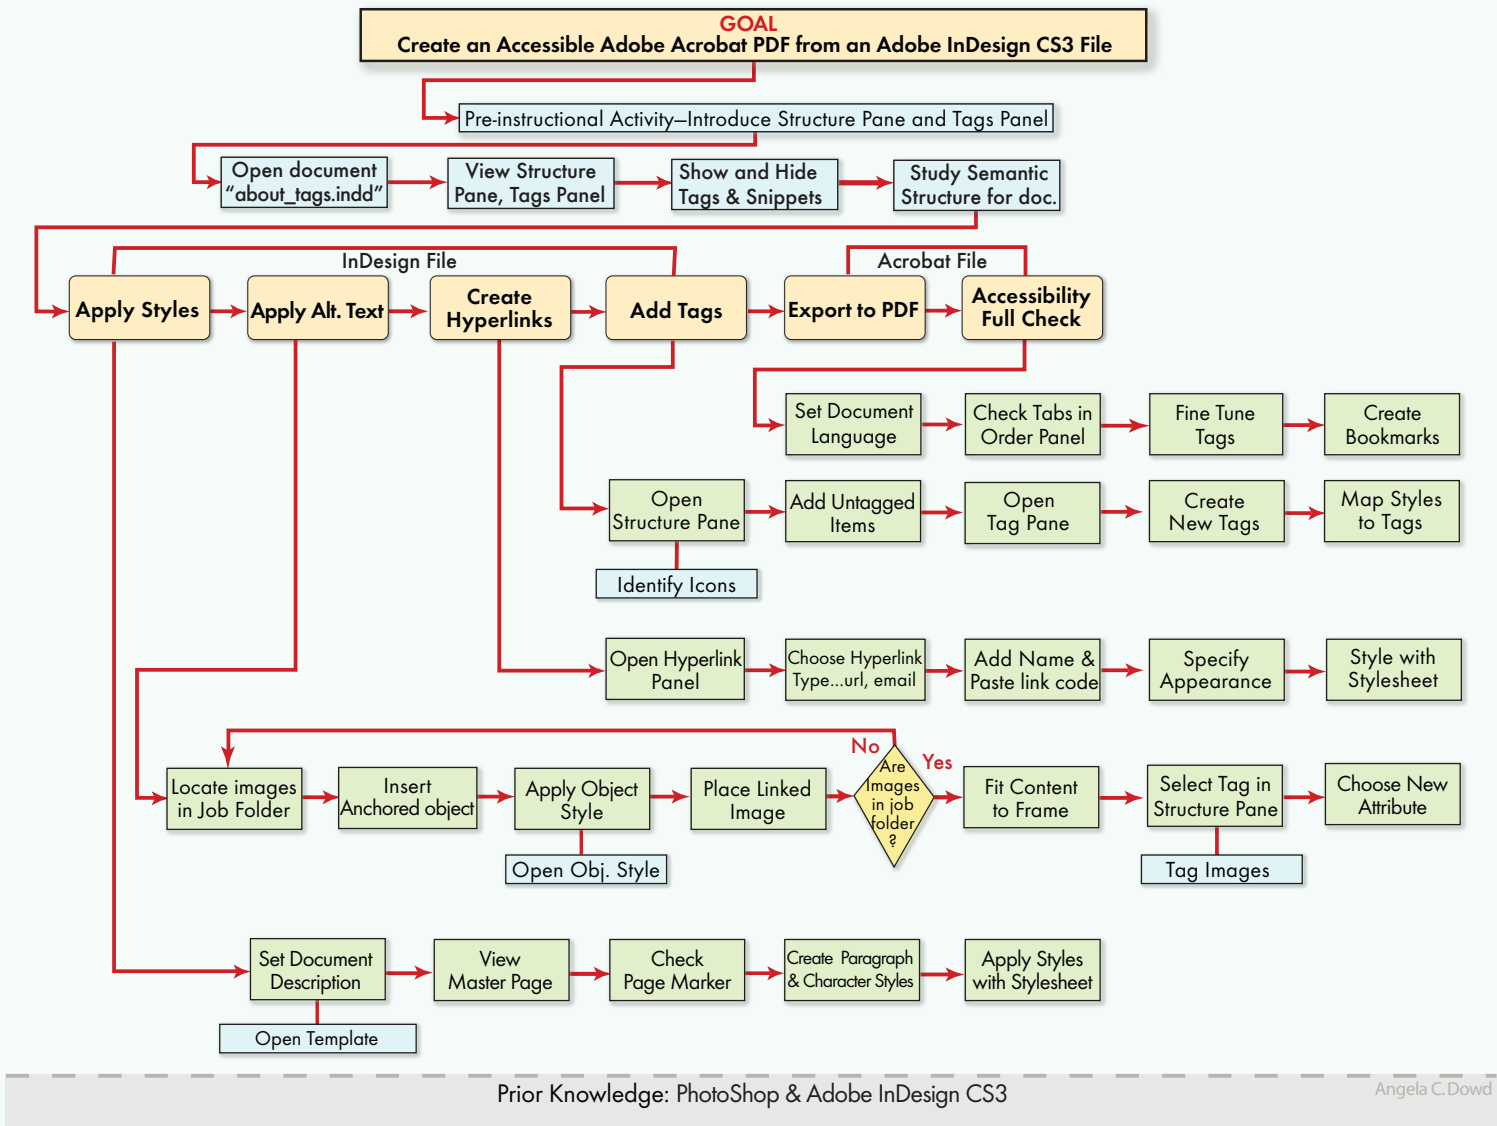 GOAL
Create an Accessible Adobe Acrobat PDF from an Adobe InDesign CS3 File
Pre-instructional Activity—Introduce Structure Pane and Tags Panel
Open document
“about_tags.indd”
View Structure
Pane, Tags Panel
Show and Hide
Tags & Snippets
Study Semantic
Structure for doc.
InDesign File
Acrobat File
Apply Styles
Apply Alt. Text
Create
Hyperlinks
Add Tags
Export to PDF
Accessibility
Full Check
Set Document
Language
Check Tabs in
Order Panel
Fine Tune
Tags
Create
Bookmarks
Open
Structure Pane
Add Untagged
Items
Open
Tag Pane
Create
New Tags
Map Styles
to Tags
Identify Icons
Open Hyperlink
Panel
Choose Hyperlink
Type...url, email
Add Name &
Paste link code
Specify
Appearance
Style with
Stylesheet
No
Yes
Locate images
in Job Folder
Insert
Anchored object
Apply Object
Style
Place Linked
Image
Are
Images
in job
folder
?
Fit Content
to Frame
Select Tag in
Structure Pane
Choose New
Attribute
Open Obj. Style
Tag Images
Set Document
Description
View
Master Page
Check
Page Marker
Create Paragraph
& Character Styles
Apply Styles
with Stylesheet
Open Template
Prior Knowledge: PhotoShop & Adobe InDesign CS3
Angela C. Dowd